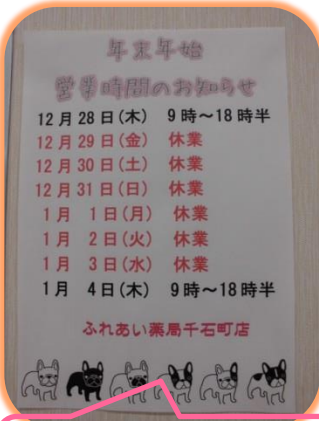 年末年始
営業時間のお知らせ
12月28日(木) 9時～18時半
12月29日(金) 休業
12月30日(土) 休業
12月31日(日) 休業
1月 1日(月) 休業
1月 2日(火) 休業
1月 3日(水) 休業
1月 4日(木) 9時～18時半
ふれあい薬局千石町店